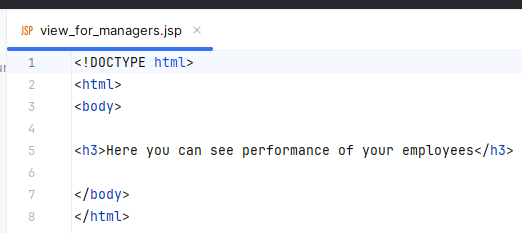 JSP view_for_managers.jsp ×
1 <!DOCTYPE html>
2 <html>
3 <body>
4
5 <h3>Here you can see performance of your employees</h3>
6
7 </body>
8 </html>